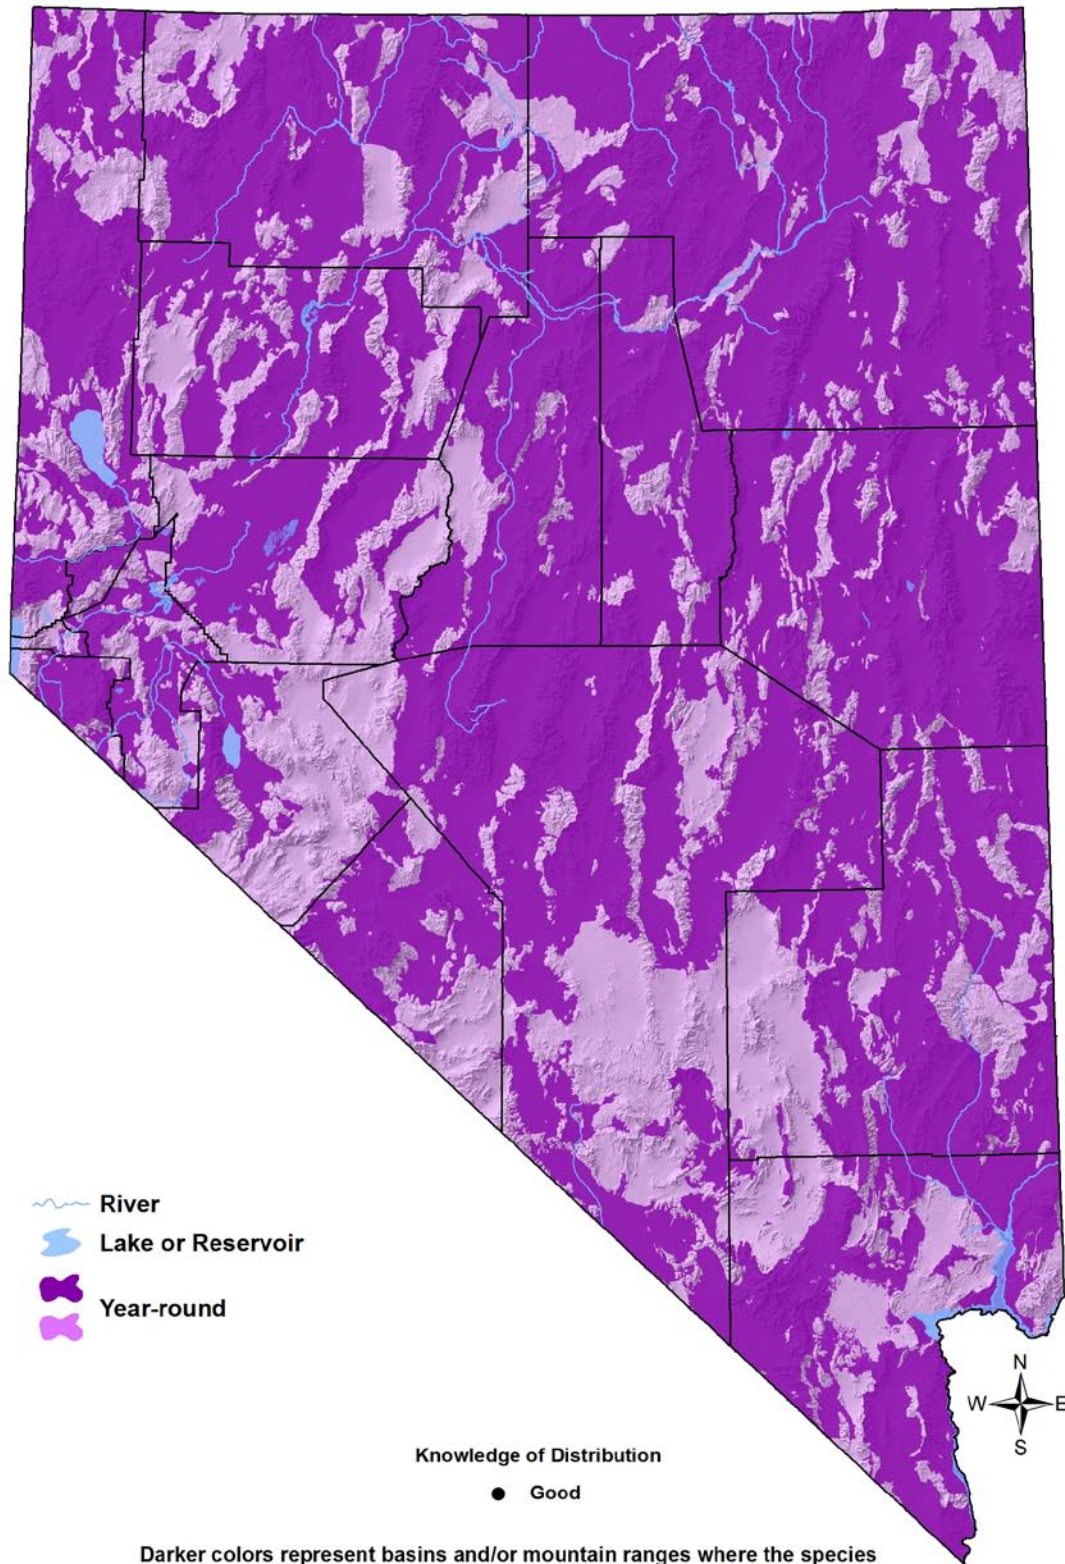 River
Lake or Reservoir
Year-round
N
W E
S
Knowledge of Distribution
Good
Darker colors represent basins and/or mountain ranges where the species